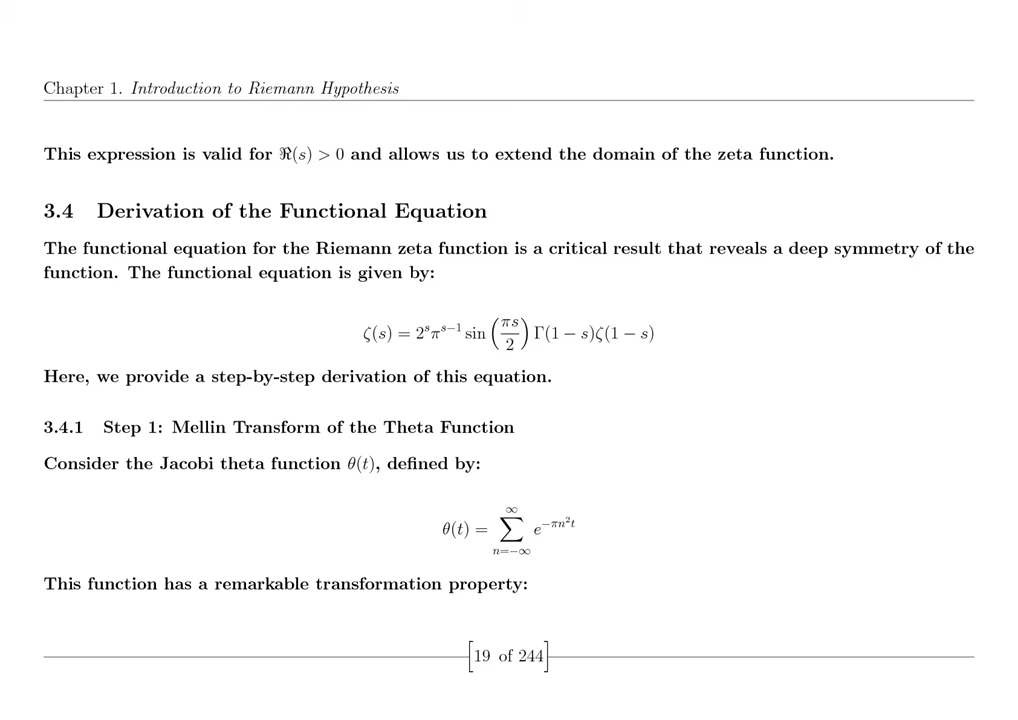 Chapter 1. Introduction to Riemann Hypothesis
This expression is valid for ℜ(s) > 0 and allows us to extend the domain of the zeta function.
3.4 Derivation of the Functional Equation
The functional equation for the Riemann zeta function is a critical result that reveals a deep symmetry of the
function. The functional equation is given by:
ζ(s) = 2^s π^{s−1} sin (πs/2) Γ(1 − s)ζ(1 − s)
Here, we provide a step-by-step derivation of this equation.
3.4.1 Step 1: Mellin Transform of the Theta Function
Consider the Jacobi theta function θ(t), defined by:
θ(t) = ∑_{n=−∞}^{∞} e^{−πn²t}
This function has a remarkable transformation property:
[19 of 244]